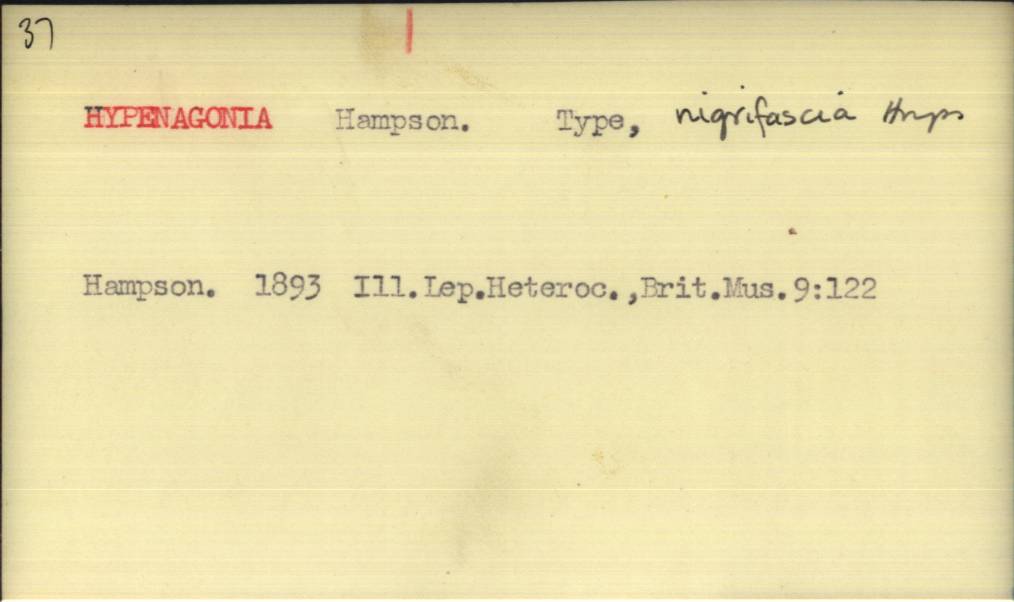 37
HYPENAGONIA Hampson. Type, nigrifascia Hmps
Hampson. 1893 Ill.Lep.Heteroc.,Brit.Mus.9:122